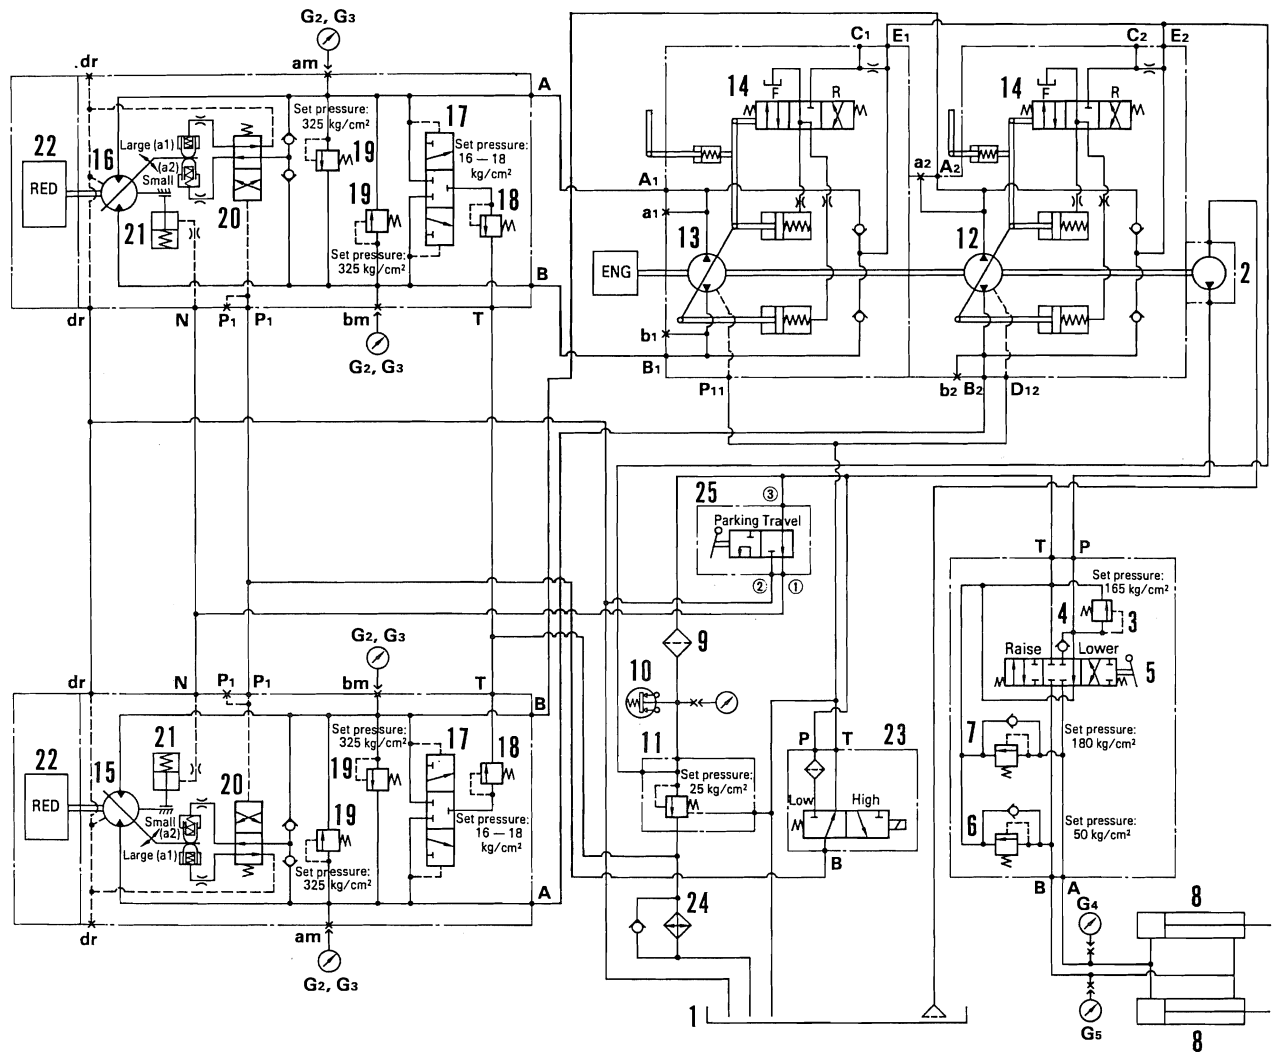 G2, G3
.dr
am
A
Set pressure:
325 kg/cm²
17
22
RED
16
Large (a1)
(a2)
Small
19
Set pressure:
16 — 18
kg/cm²
21
20
19
18
Set pressure:
325 kg/cm²
B
dr
N
P1
P1
bm
T
G2, G3
C1
E1
C2
E2
14
F
R
14
F
R
A1
a1
a2
A2
13
12
ENG
2
b1
B1
P11
b2
B2
D12
25
③
Parking
Travel
②
①
T
P
Set pressure:
165 kg/cm²
4
3
Raise
Lower
5
9
10
7
Set pressure:
180 kg/cm²
11
Set pressure:
25 kg/cm²
P
T
23
Low
High
B
6
Set pressure:
50 kg/cm²
B
A
G2, G3
dr
N
P1
P1
bm
T
B
Set pressure:
325 kg/cm²
22
RED
21
15
20
17
18
19
Small
(a2)
Large (a1)
19
Set pressure:
16 — 18
kg/cm²
Set pressure:
325 kg/cm²
A
dr
am
G2, G3
24
G4
8
1
G5
8